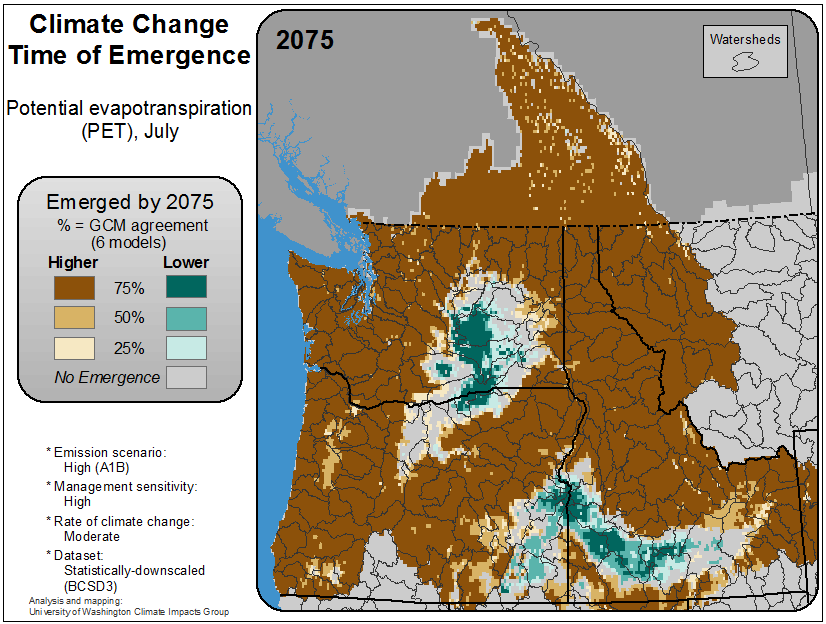 Climate Change
Time of Emergence
Potential evapotranspiration
(PET), July
Emerged by 2075
% = GCM agreement
(6 models)
Higher Lower
75%
50%
25%
No Emergence
* Emission scenario:
High (A1B)
* Management sensitivity:
High
* Rate of climate change:
Moderate
* Dataset:
Statistically-downscaled
(BCSD3)
Analysis and mapping:
University of Washington Climate Impacts Group
2075
Watersheds